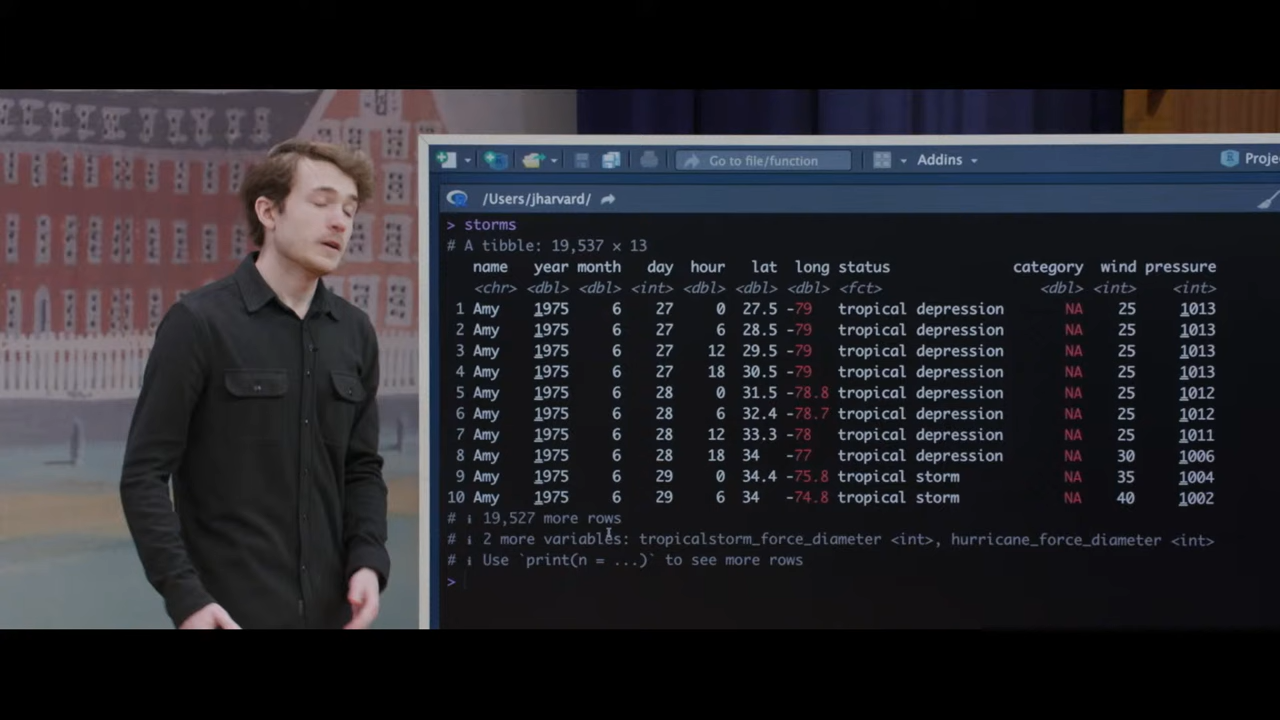 Go to file/function Addins Proje
/Users/jharvard/
> storms
# A tibble: 19,537 × 13
name year month day hour lat long status category wind pressure
<chr> <dbl> <dbl> <int> <dbl> <dbl> <dbl> <fct> <dbl> <int> <int>
1 Amy 1975 6 27 0 27.5 -79 tropical depression NA 25 1013
2 Amy 1975 6 27 6 28.5 -79 tropical depression NA 25 1013
3 Amy 1975 6 27 12 29.5 -79 tropical depression NA 25 1013
4 Amy 1975 6 27 18 30.5 -79 tropical depression NA 25 1013
5 Amy 1975 6 28 0 31.5 -78.8 tropical depression NA 25 1012
6 Amy 1975 6 28 6 32.4 -78.7 tropical depression NA 25 1012
7 Amy 1975 6 28 12 33.3 -78 tropical depression NA 25 1011
8 Amy 1975 6 28 18 34 -77 tropical depression NA 30 1006
9 Amy 1975 6 29 0 34.4 -75.8 tropical storm NA 35 1004
10 Amy 1975 6 29 6 34 -74.8 tropical storm NA 40 1002
# ℹ 19,527 more rows
# ℹ 2 more variables: tropicalstorm_force_diameter <int>, hurricane_force_diameter <int>
# ℹ Use `print(n = ...)` to see more rows
>